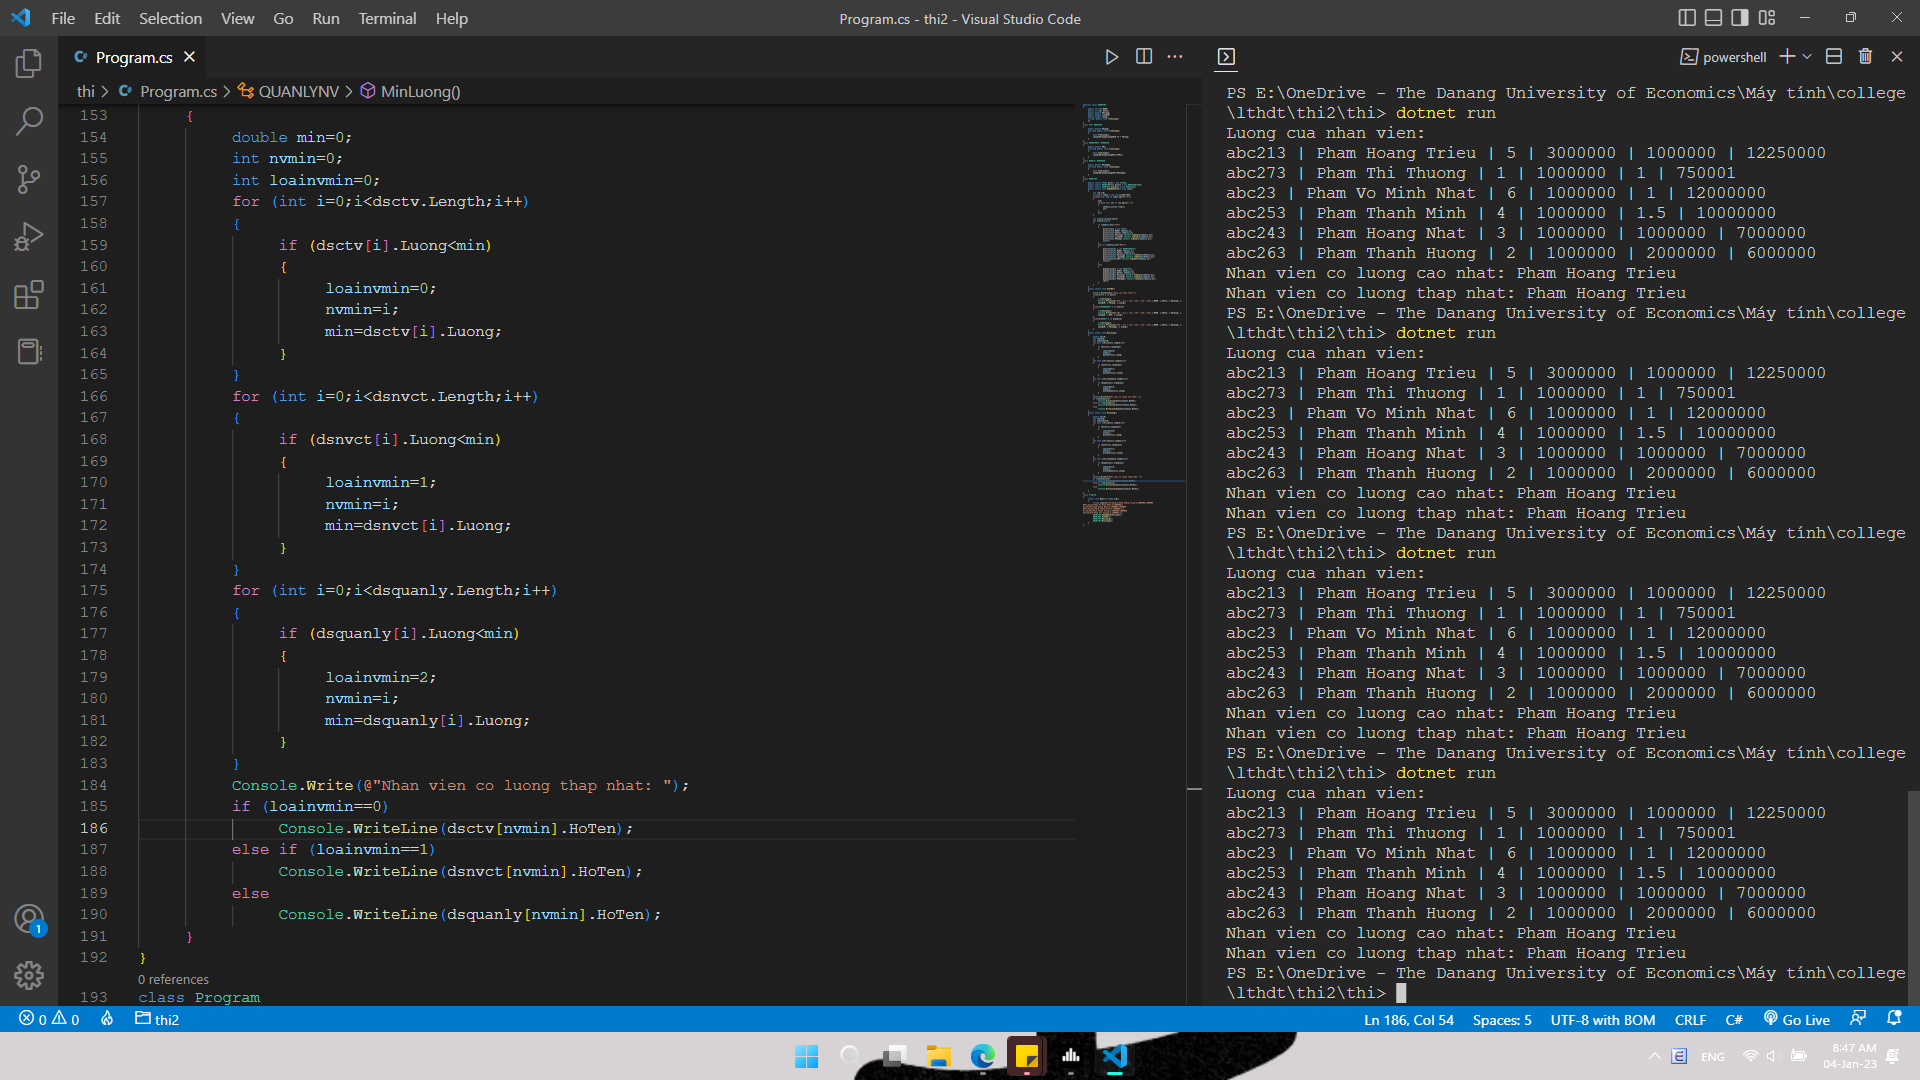 File Edit Selection View Go Run Terminal Help
Program.cs - thi2 - Visual Studio Code
Program.cs
thi > Program.cs > QUANLYNV > MinLuong()
153 {
154 double min=0;
155 int nvmin=0;
156 int loainvmin=0;
157 for (int i=0;i<dsctv.Length;i++)
158 {
159 if (dsctv[i].Luong<min)
160 {
161 loainvmin=0;
162 nvmin=i;
163 min=dsctv[i].Luong;
164 }
165 }
166 for (int i=0;i<dsnvct.Length;i++)
167 {
168 if (dsnvct[i].Luong<min)
169 {
170 loainvmin=1;
171 nvmin=i;
172 min=dsnvct[i].Luong;
173 }
174 }
175 for (int i=0;i<dsquanly.Length;i++)
176 {
177 if (dsquanly[i].Luong<min)
178 {
179 loainvmin=2;
180 nvmin=i;
181 min=dsquanly[i].Luong;
182 }
183 }
184 Console.Write(@"Nhan vien co luong thap nhat: ");
185 if (loainvmin==0)
186 Console.WriteLine(dsctv[nvmin].HoTen);
187 else if (loainvmin==1)
188 Console.WriteLine(dsnvct[nvmin].HoTen);
189 else
190 Console.WriteLine(dsquanly[nvmin].HoTen);
191 }
192 }
0 references
193 class Program
powershell
PS E:\OneDrive - The Danang University of Economics\Máy tính\college
\lthdt\thi2\thi> dotnet run
Luong cua nhan vien:
abc213 | Pham Hoang Trieu | 5 | 3000000 | 1000000 | 12250000
abc273 | Pham Thi Thuong | 1 | 1000000 | 1 | 750001
abc23 | Pham Vo Minh Nhat | 6 | 1000000 | 1 | 12000000
abc253 | Pham Thanh Minh | 4 | 1000000 | 1.5 | 10000000
abc243 | Pham Hoang Nhat | 3 | 1000000 | 1000000 | 7000000
abc263 | Pham Thanh Huong | 2 | 1000000 | 2000000 | 6000000
Nhan vien co luong cao nhat: Pham Hoang Trieu
Nhan vien co luong thap nhat: Pham Hoang Trieu
PS E:\OneDrive - The Danang University of Economics\Máy tính\college
\lthdt\thi2\thi> dotnet run
Luong cua nhan vien:
abc213 | Pham Hoang Trieu | 5 | 3000000 | 1000000 | 12250000
abc273 | Pham Thi Thuong | 1 | 1000000 | 1 | 750001
abc23 | Pham Vo Minh Nhat | 6 | 1000000 | 1 | 12000000
abc253 | Pham Thanh Minh | 4 | 1000000 | 1.5 | 10000000
abc243 | Pham Hoang Nhat | 3 | 1000000 | 1000000 | 7000000
abc263 | Pham Thanh Huong | 2 | 1000000 | 2000000 | 6000000
Nhan vien co luong cao nhat: Pham Hoang Trieu
Nhan vien co luong thap nhat: Pham Hoang Trieu
PS E:\OneDrive - The Danang University of Economics\Máy tính\college
\lthdt\thi2\thi> dotnet run
Luong cua nhan vien:
abc213 | Pham Hoang Trieu | 5 | 3000000 | 1000000 | 12250000
abc273 | Pham Thi Thuong | 1 | 1000000 | 1 | 750001
abc23 | Pham Vo Minh Nhat | 6 | 1000000 | 1 | 12000000
abc253 | Pham Thanh Minh | 4 | 1000000 | 1.5 | 10000000
abc243 | Pham Hoang Nhat | 3 | 1000000 | 1000000 | 7000000
abc263 | Pham Thanh Huong | 2 | 1000000 | 2000000 | 6000000
Nhan vien co luong cao nhat: Pham Hoang Trieu
Nhan vien co luong thap nhat: Pham Hoang Trieu
PS E:\OneDrive - The Danang University of Economics\Máy tính\college
\lthdt\thi2\thi> dotnet run
Luong cua nhan vien:
abc213 | Pham Hoang Trieu | 5 | 3000000 | 1000000 | 12250000
abc273 | Pham Thi Thuong | 1 | 1000000 | 1 | 750001
abc23 | Pham Vo Minh Nhat | 6 | 1000000 | 1 | 12000000
abc253 | Pham Thanh Minh | 4 | 1000000 | 1.5 | 10000000
abc243 | Pham Hoang Nhat | 3 | 1000000 | 1000000 | 7000000
abc263 | Pham Thanh Huong | 2 | 1000000 | 2000000 | 6000000
Nhan vien co luong cao nhat: Pham Hoang Trieu
Nhan vien co luong thap nhat: Pham Hoang Trieu
PS E:\OneDrive - The Danang University of Economics\Máy tính\college
\lthdt\thi2\thi>
1
0 0 thi2
Ln 186, Col 54 Spaces: 5 UTF-8 with BOM CRLF C# Go Live
ENG
8:47 AM
04-Jan-23